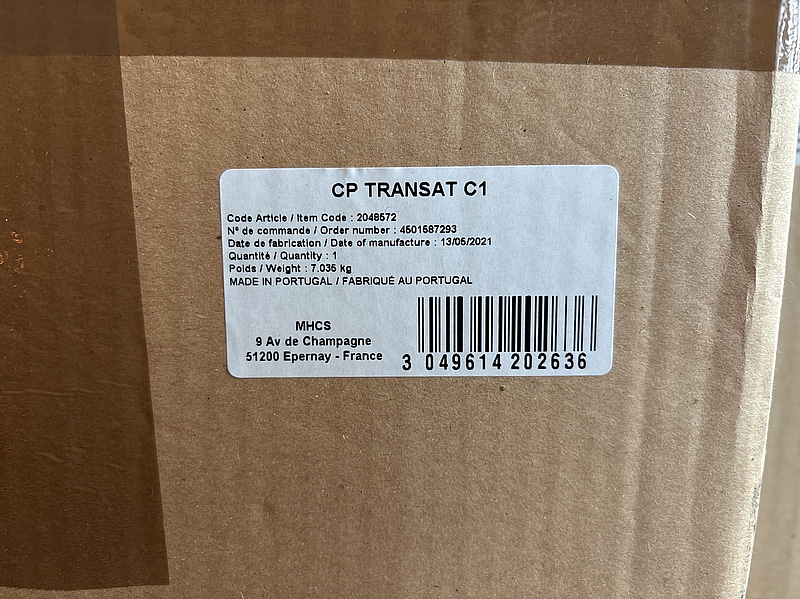 CP TRANSAT C1
Code Article / Item Code : 2048572
N° de commande / Order number : 4501587293
Date de fabrication / Date of manufacture : 13/05/2021
Quantité / Quantity : 1
Poids / Weight : 7.035 kg
MADE IN PORTUGAL / FABRIQUÉ AU PORTUGAL
MHCS
9 Av de Champagne
51200 Epernay - France
3 049614 202636